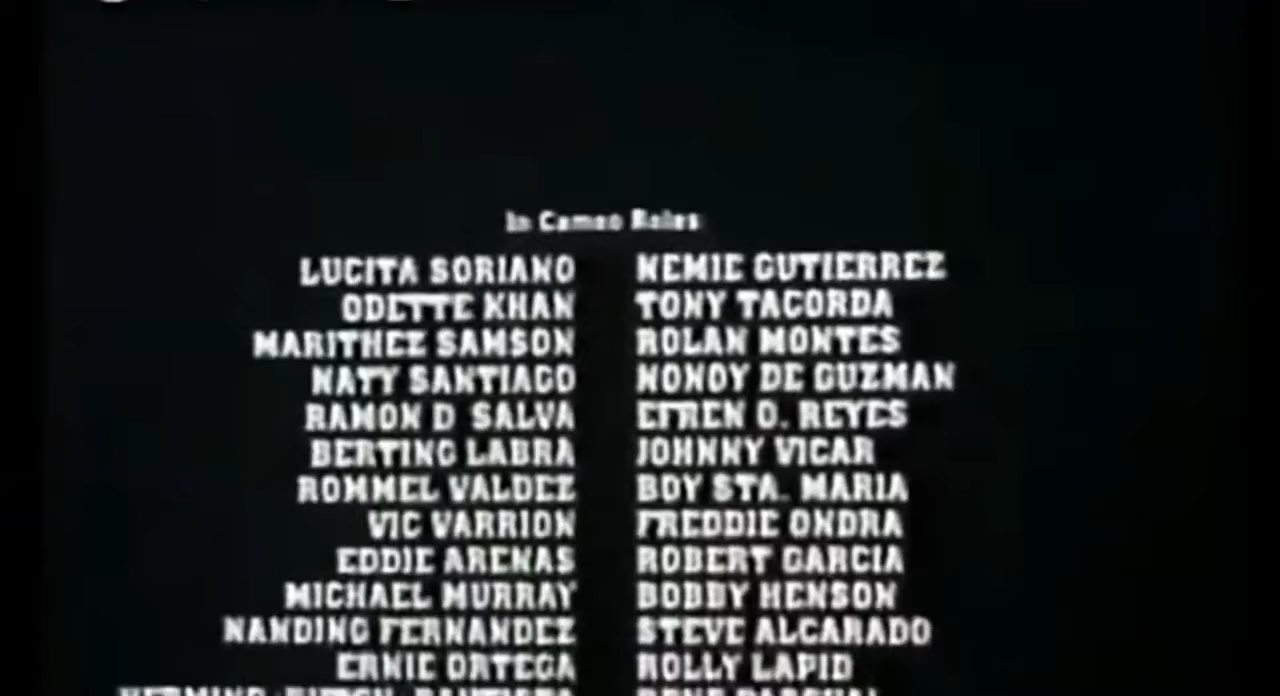 In Cameo Roles
LUCITA SORIANO NEMIE GUTIERREZ
ODETTE KHAN TONY TACORDA
MARITHEZ SAMSON ROLAN MONTES
NATY SANTIAGO NONOY DE GUZMAN
RAMON D SALVA EFREN O. REYES
BERTING LABRA JOHNNY VICAR
ROMMEL VALDEZ BOY STA. MARIA
VIC VARRION FREDDIE ONDRA
EDDIE ARENAS ROBERT GARCIA
MICHAEL MURRAY BOBBY HENSON
NANDING FERNANDEZ STEVE ALCARADO
ERNIE ORTEGA ROLLY LAPID